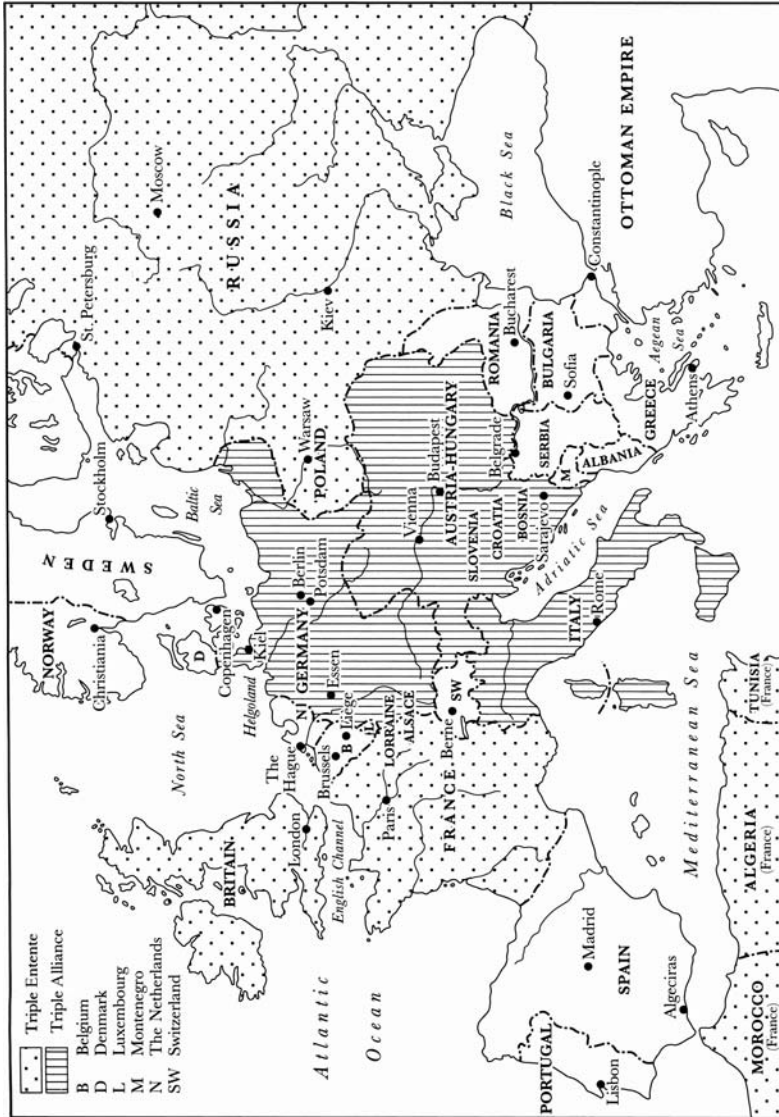 Triple Entente
Triple Alliance
B Belgium
D Denmark
L Luxembourg
M Montenegro
N The Netherlands
SW Switzerland
NORWAY
Christiania
SWEDEN
Stockholm
St. Petersburg
Moscow
RUSSIA
North Sea
D
Copenhagen
Baltic
Sea
Helgoland
Kiel
BRITAIN
London
English Channel
The
Hague
N
Brussels
B
Liège
L
Essen
GERMANY
Berlin
Potsdam
POLAND
Warsaw
Kiev
Atlantic
Ocean
Paris
LORRAINE
ALSACE
FRANCE
Berne
SW
Vienna
Budapest
AUSTRIA-HUNGARY
SLOVENIA
CROATIA
BOSNIA
Sarajevo
Belgrade
ROMANIA
Bucharest
SERBIA
M
BULGARIA
Sofia
ALBANIA
Black Sea
Constantinople
OTTOMAN EMPIRE
Adriatic Sea
ITALY
Rome
GREECE
Aegean
Sea
Athens
PORTUGAL
Lisbon
Madrid
SPAIN
Algeciras
Mediterranean Sea
MOROCCO
(France)
ALGERIA
(France)
TUNISIA
(France)